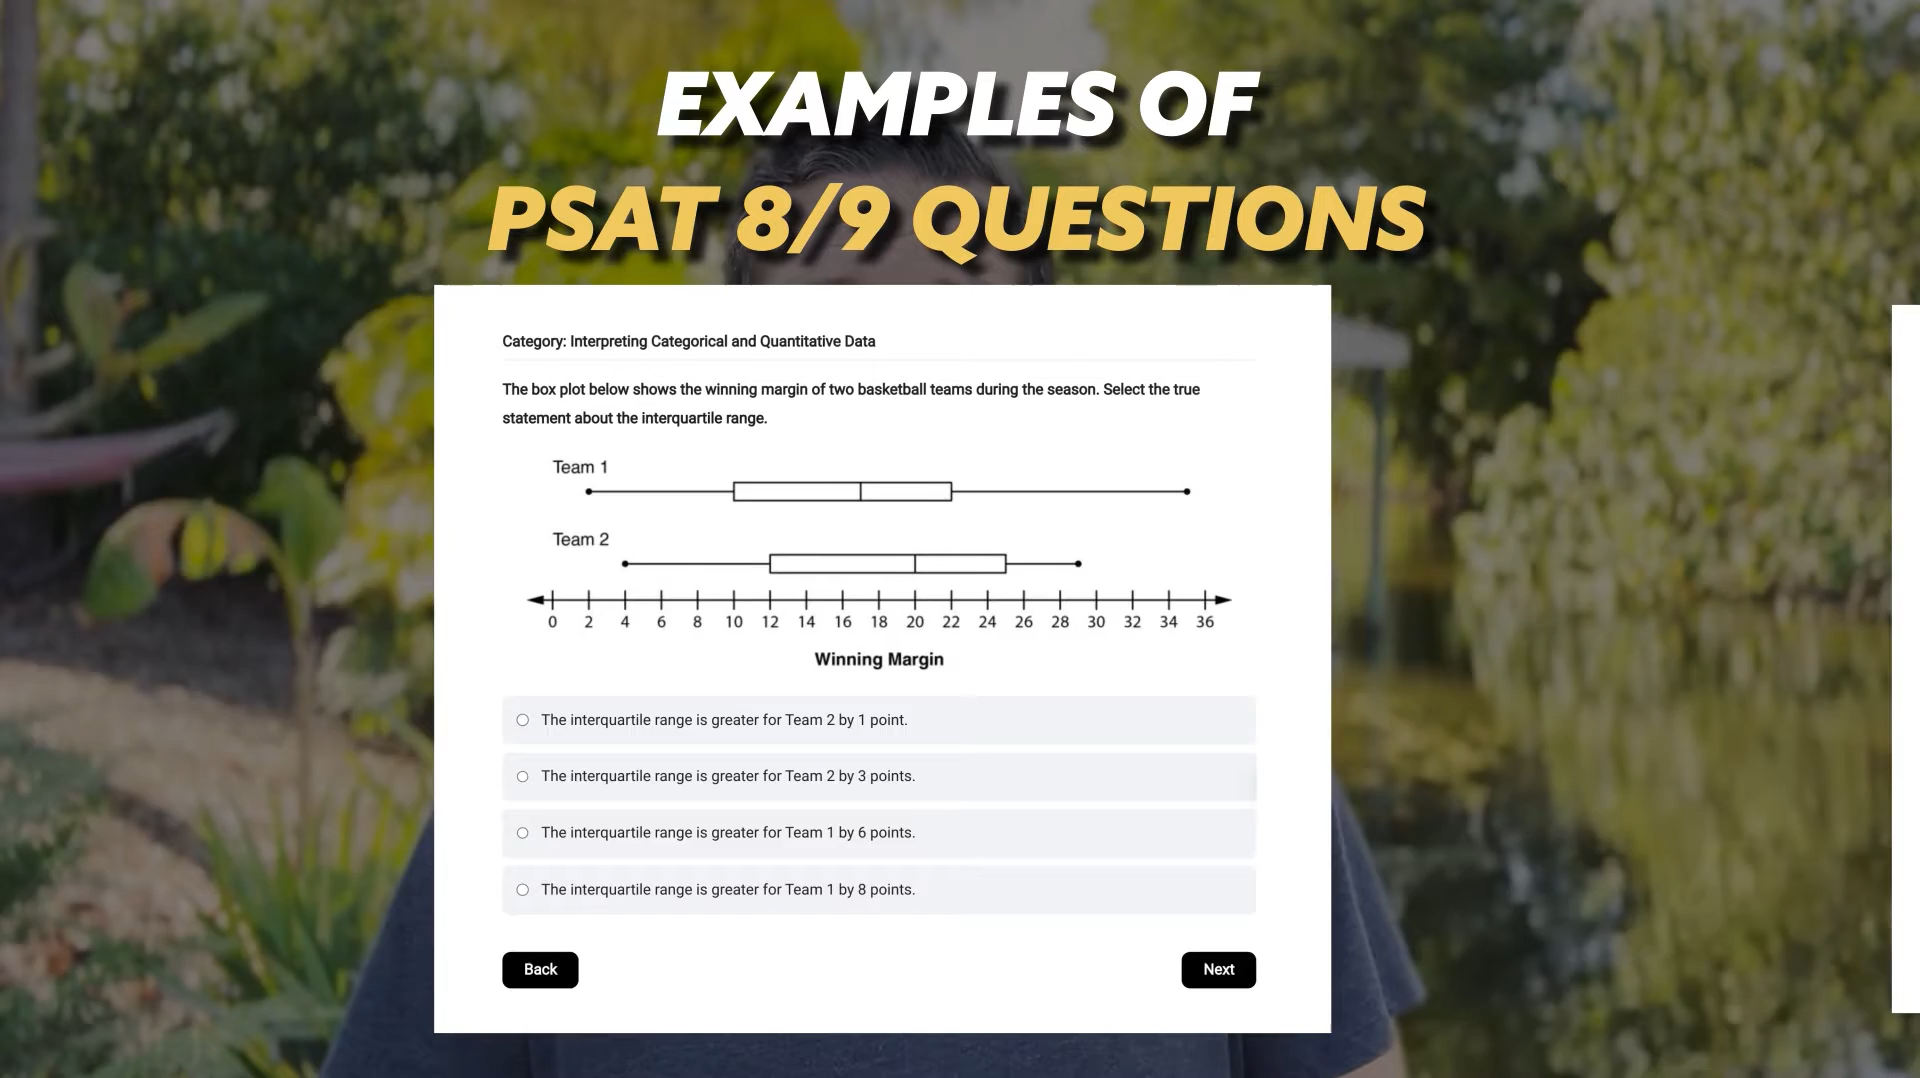 EXAMPLES OF
PSAT 8/9 QUESTIONS
Category: Interpreting Categorical and Quantitative Data
The box plot below shows the winning margin of two basketball teams during the season. Select the true
statement about the interquartile range.
Team 1
Team 2
0 2 4 6 8 10 12 14 16 18 20 22 24 26 28 30 32 34 36
Winning Margin
The interquartile range is greater for Team 2 by 1 point.
The interquartile range is greater for Team 2 by 3 points.
The interquartile range is greater for Team 1 by 6 points.
The interquartile range is greater for Team 1 by 8 points.
Back Next